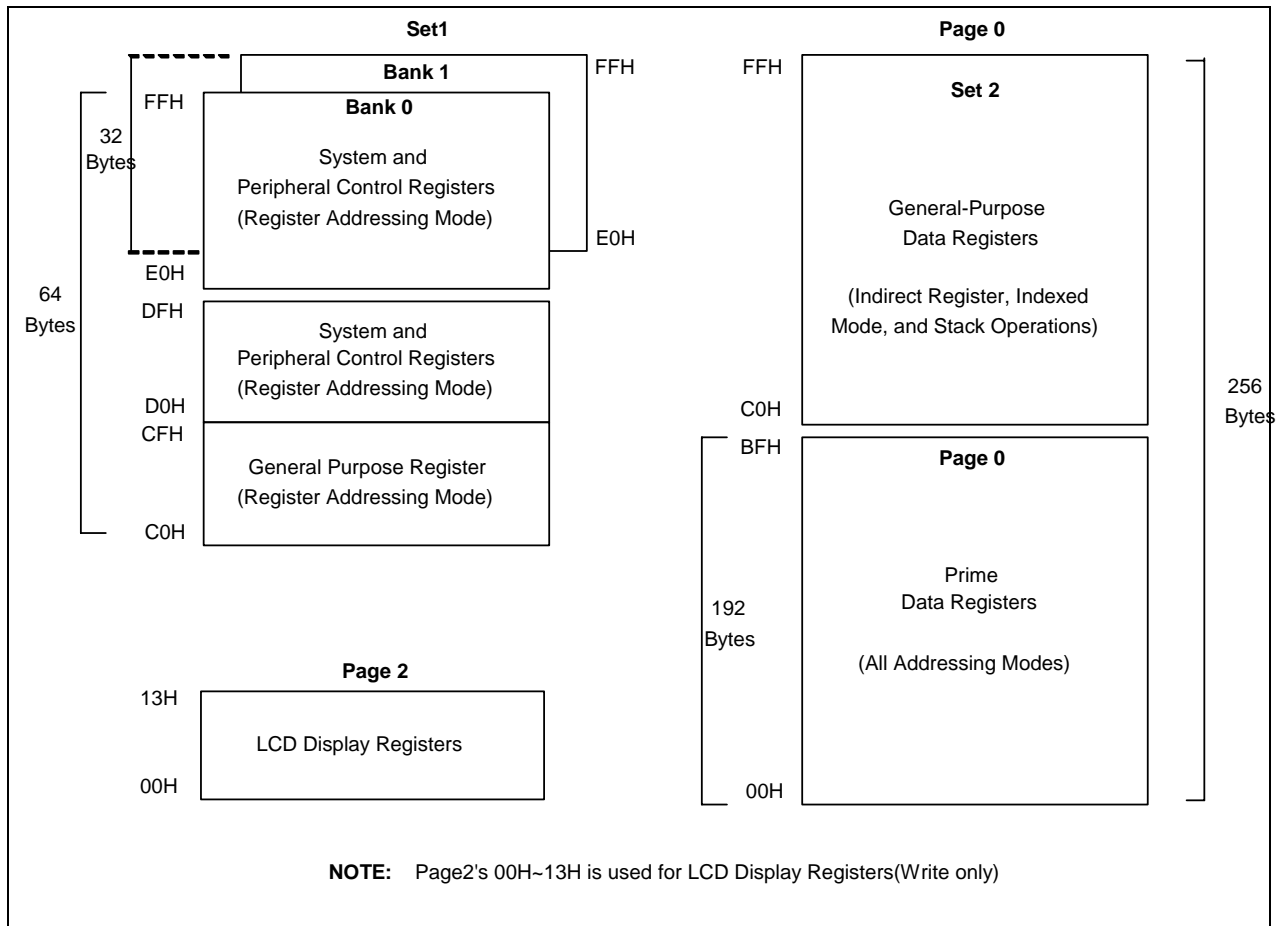 Set1
Bank 1
FFH
Bank 0
FFH
32
Bytes
System and
Peripheral Control Registers
(Register Addressing Mode)
E0H
E0H
64
Bytes
DFH
System and
Peripheral Control Registers
(Register Addressing Mode)
D0H
CFH
General Purpose Register
(Register Addressing Mode)
C0H
Page 2
13H
LCD Display Registers
00H
Page 0
FFH
Set 2
General-Purpose
Data Registers
(Indirect Register, Indexed
Mode, and Stack Operations)
C0H
256
Bytes
BFH
Page 0
Prime
Data Registers
(All Addressing Modes)
192
Bytes
00H
NOTE: Page2's 00H~13H is used for LCD Display Registers(Write only)